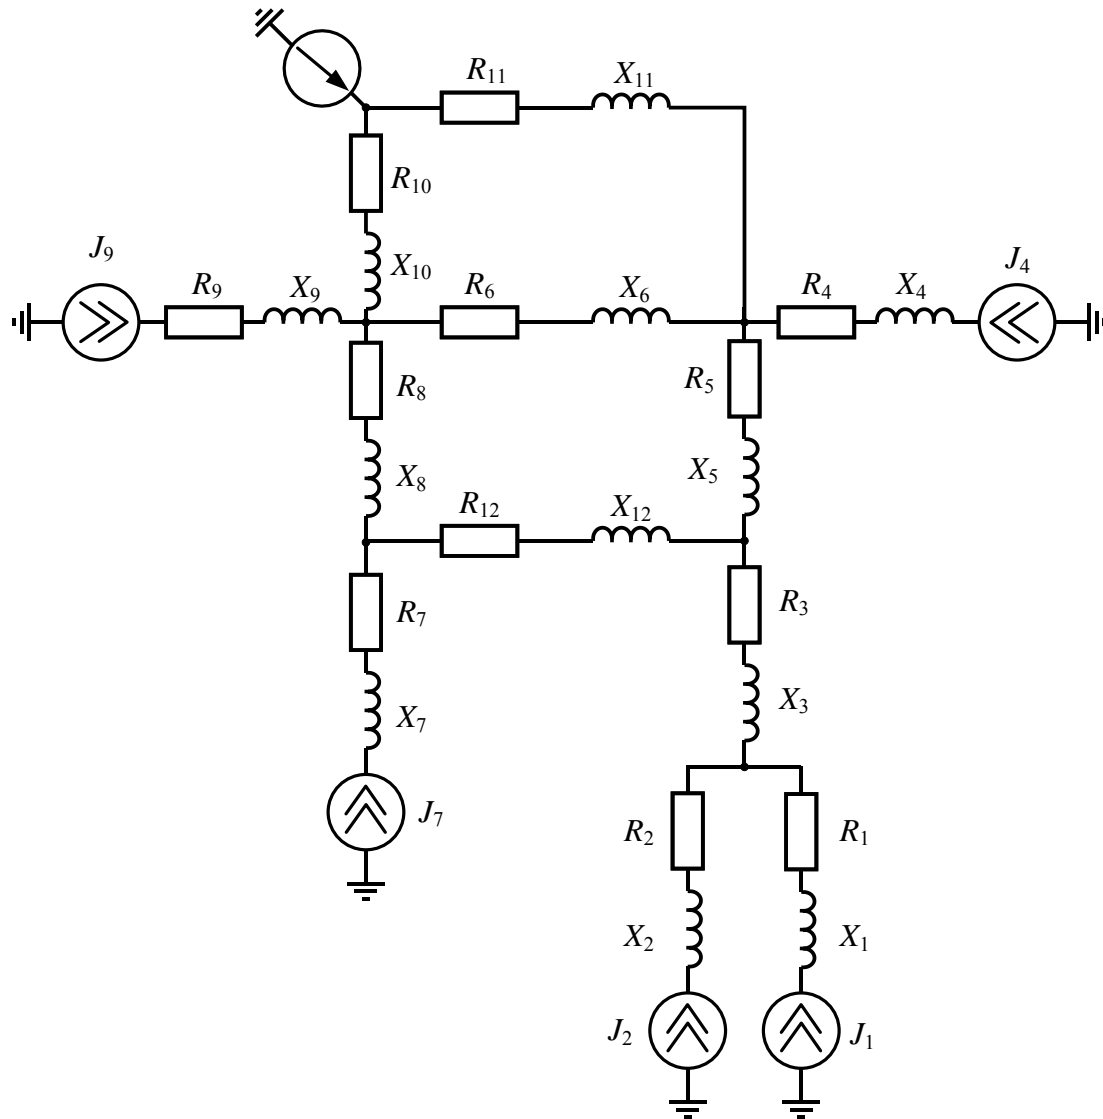 R₁₁
X₁₁
R₁₀
J₉
X₁₀
J₄
R₉
X₉
R₆
X₆
R₄
X₄
R₈
R₅
X₈
X₅
R₁₂
X₁₂
R₇
R₃
X₇
X₃
J₇
R₂
R₁
X₂
X₁
J₂
J₁